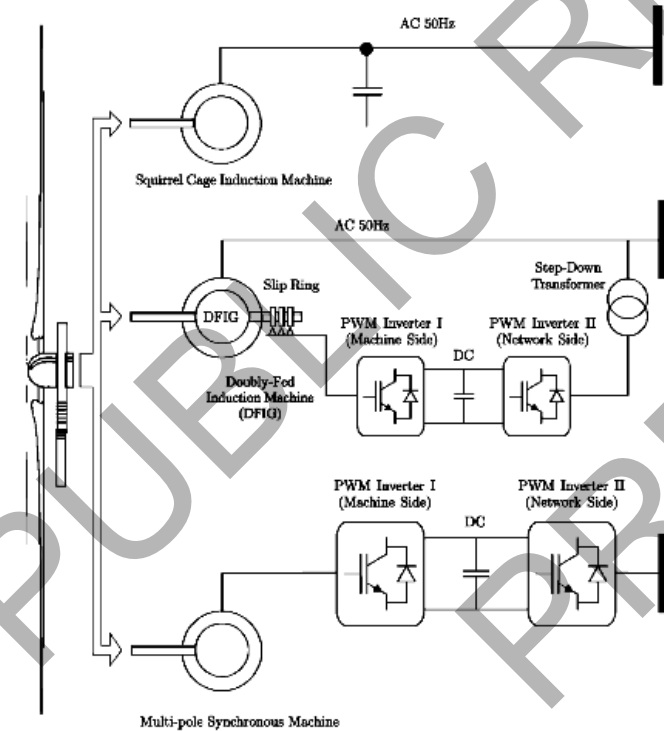 AC 50Hz
Squirrel Cage Induction Machine
AC 50Hz
Slip Ring
Step-Down
Transformer
DFIG
PWM Inverter I
(Machine Side)
PWM Inverter II
(Network Side)
DC
Doubly-Fed
Induction Machine
(DFIG)
PWM Inverter I
(Machine Side)
PWM Inverter II
(Network Side)
DC
Multi-pole Synchronous Machine
PUBLIC R
PR